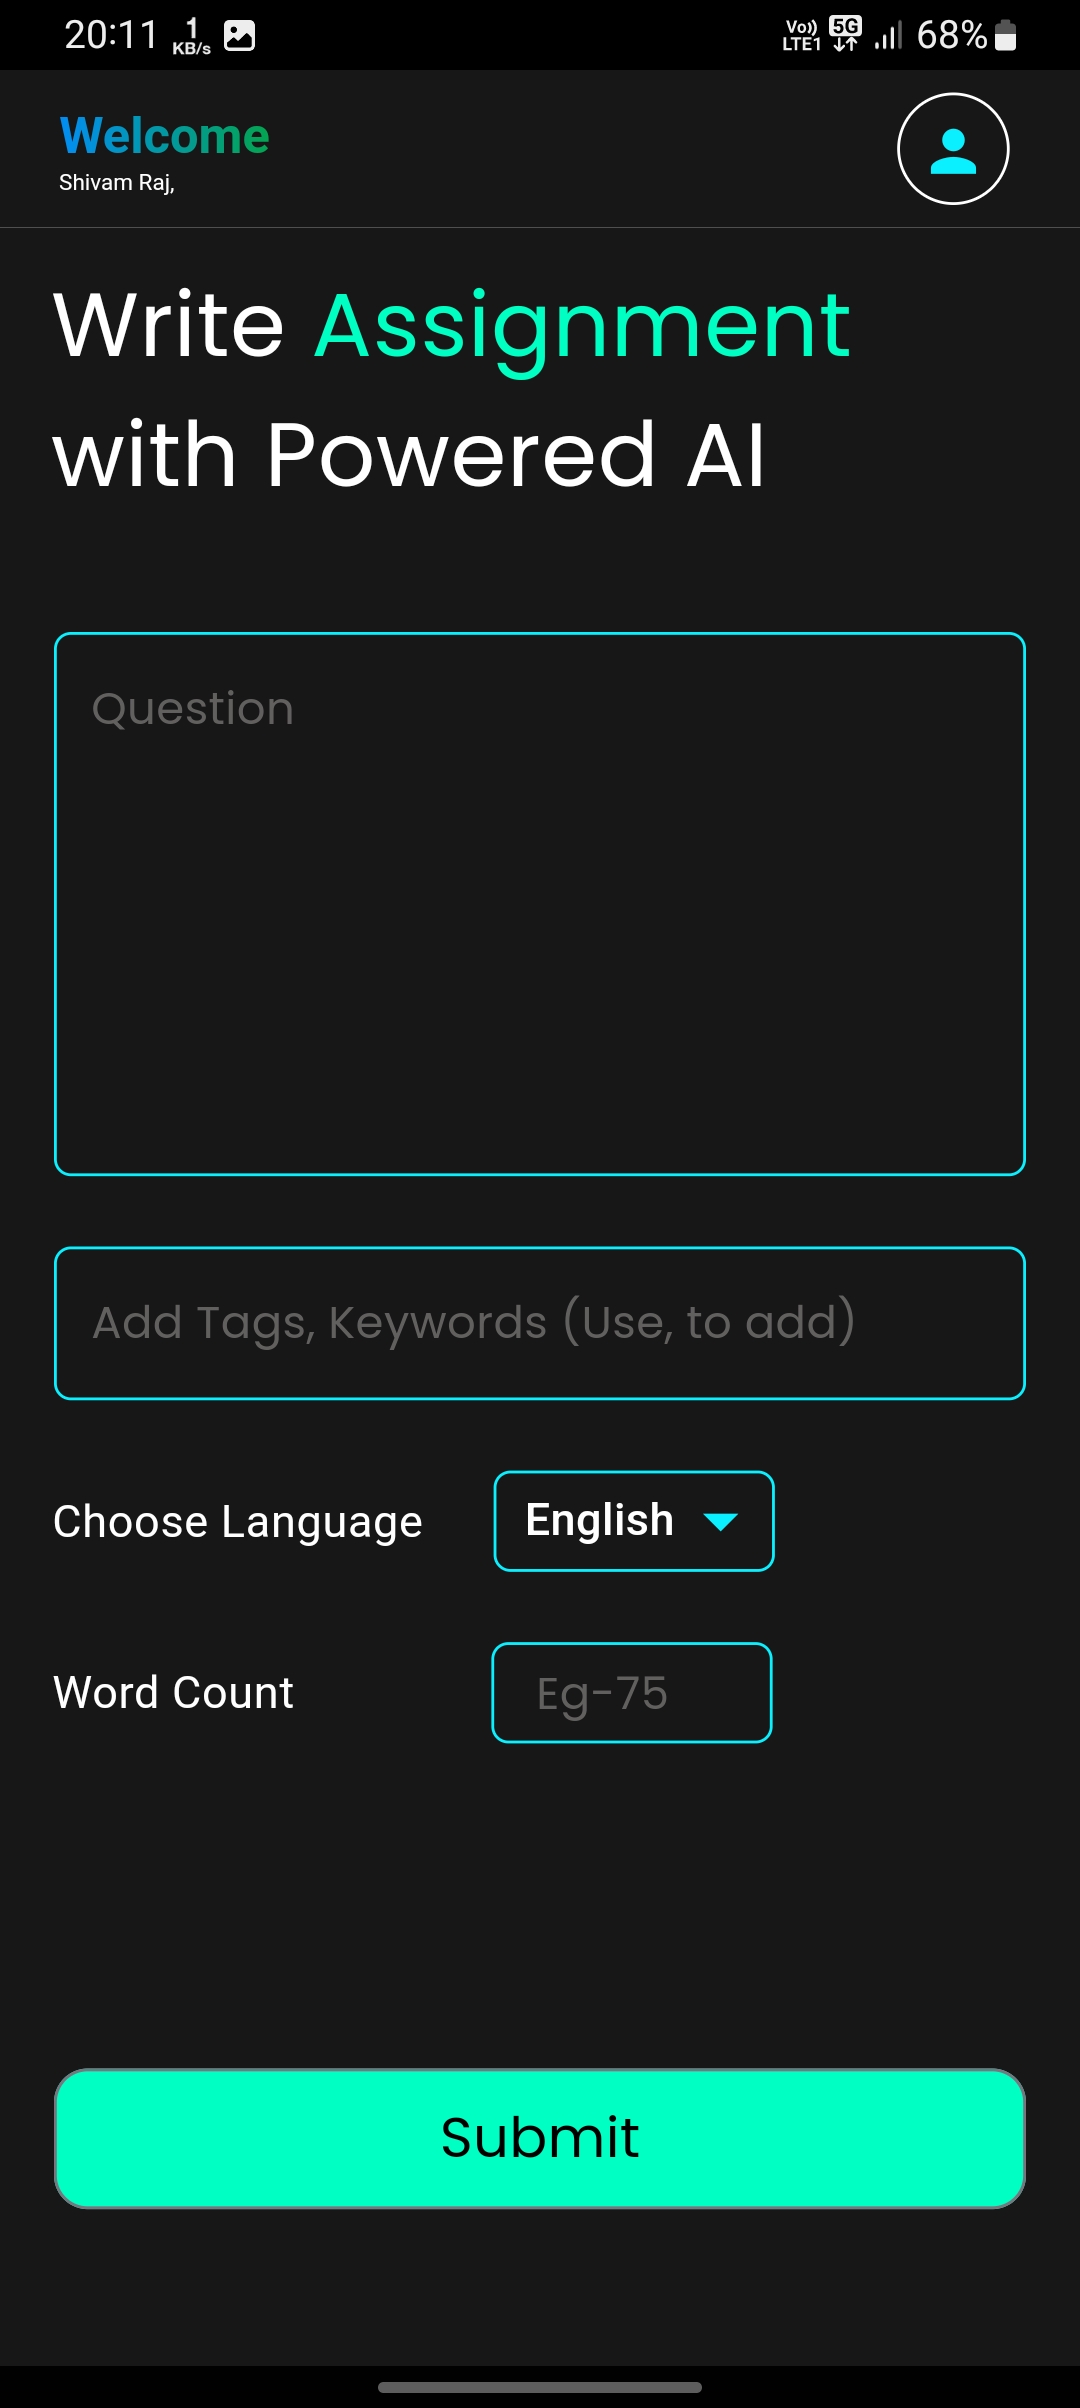 20:11 1 KB/s Vo)) LTE1 5G 68%
Welcome
Shivam Raj,
Write Assignment
with Powered AI
Question
Add Tags, Keywords (Use, to add)
Choose Language English
Word Count Eg-75
Submit